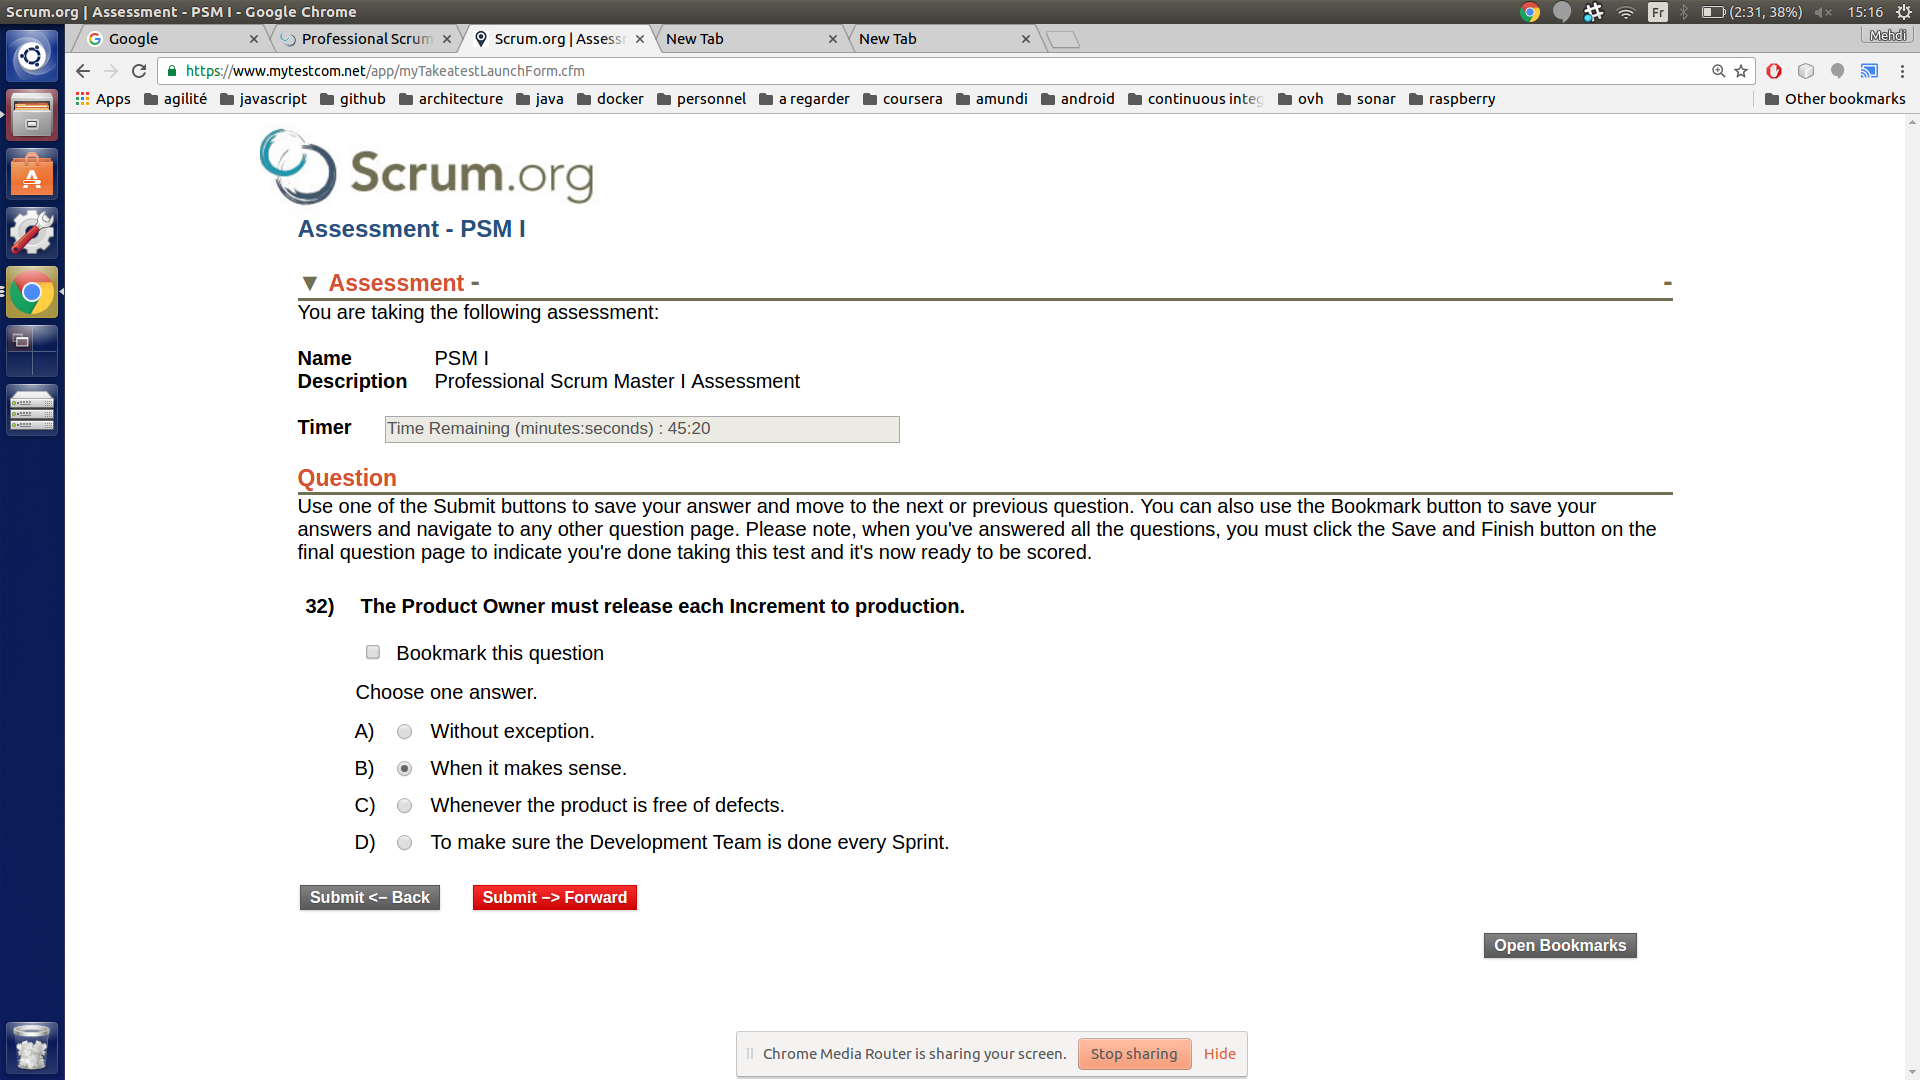 Scrum.org | Assessment - PSM I - Google Chrome
Fr
(2:31, 38%)
15:16
Google
Professional Scrum
Scrum.org | Assess
New Tab
New Tab
Mehdi
https://www.mytestcom.net/app/myTakeatestLaunchForm.cfm
Apps agilité javascript github architecture java docker personnel a regarder coursera amundi android continuous integ ovh sonar raspberry Other bookmarks
Scrum.org
Assessment - PSM I
▼ Assessment - -
You are taking the following assessment:
Name PSM I
Description Professional Scrum Master I Assessment
Timer Time Remaining (minutes:seconds) : 45:20
Question
Use one of the Submit buttons to save your answer and move to the next or previous question. You can also use the Bookmark button to save your
answers and navigate to any other question page. Please note, when you've answered all the questions, you must click the Save and Finish button on the
final question page to indicate you're done taking this test and it's now ready to be scored.
32) The Product Owner must release each Increment to production.
Bookmark this question
Choose one answer.
A) Without exception.
B) When it makes sense.
C) Whenever the product is free of defects.
D) To make sure the Development Team is done every Sprint.
Submit <– Back Submit –> Forward
Open Bookmarks
Chrome Media Router is sharing your screen. Stop sharing Hide